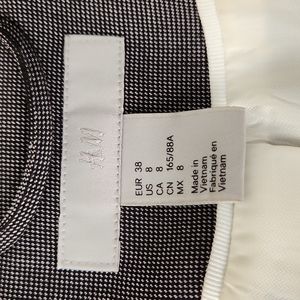 H&M
EUR 38
US 8
CA 8
CN 165/88A
MX 8
Made in
Vietnam
Fabriqué en
Vietnam